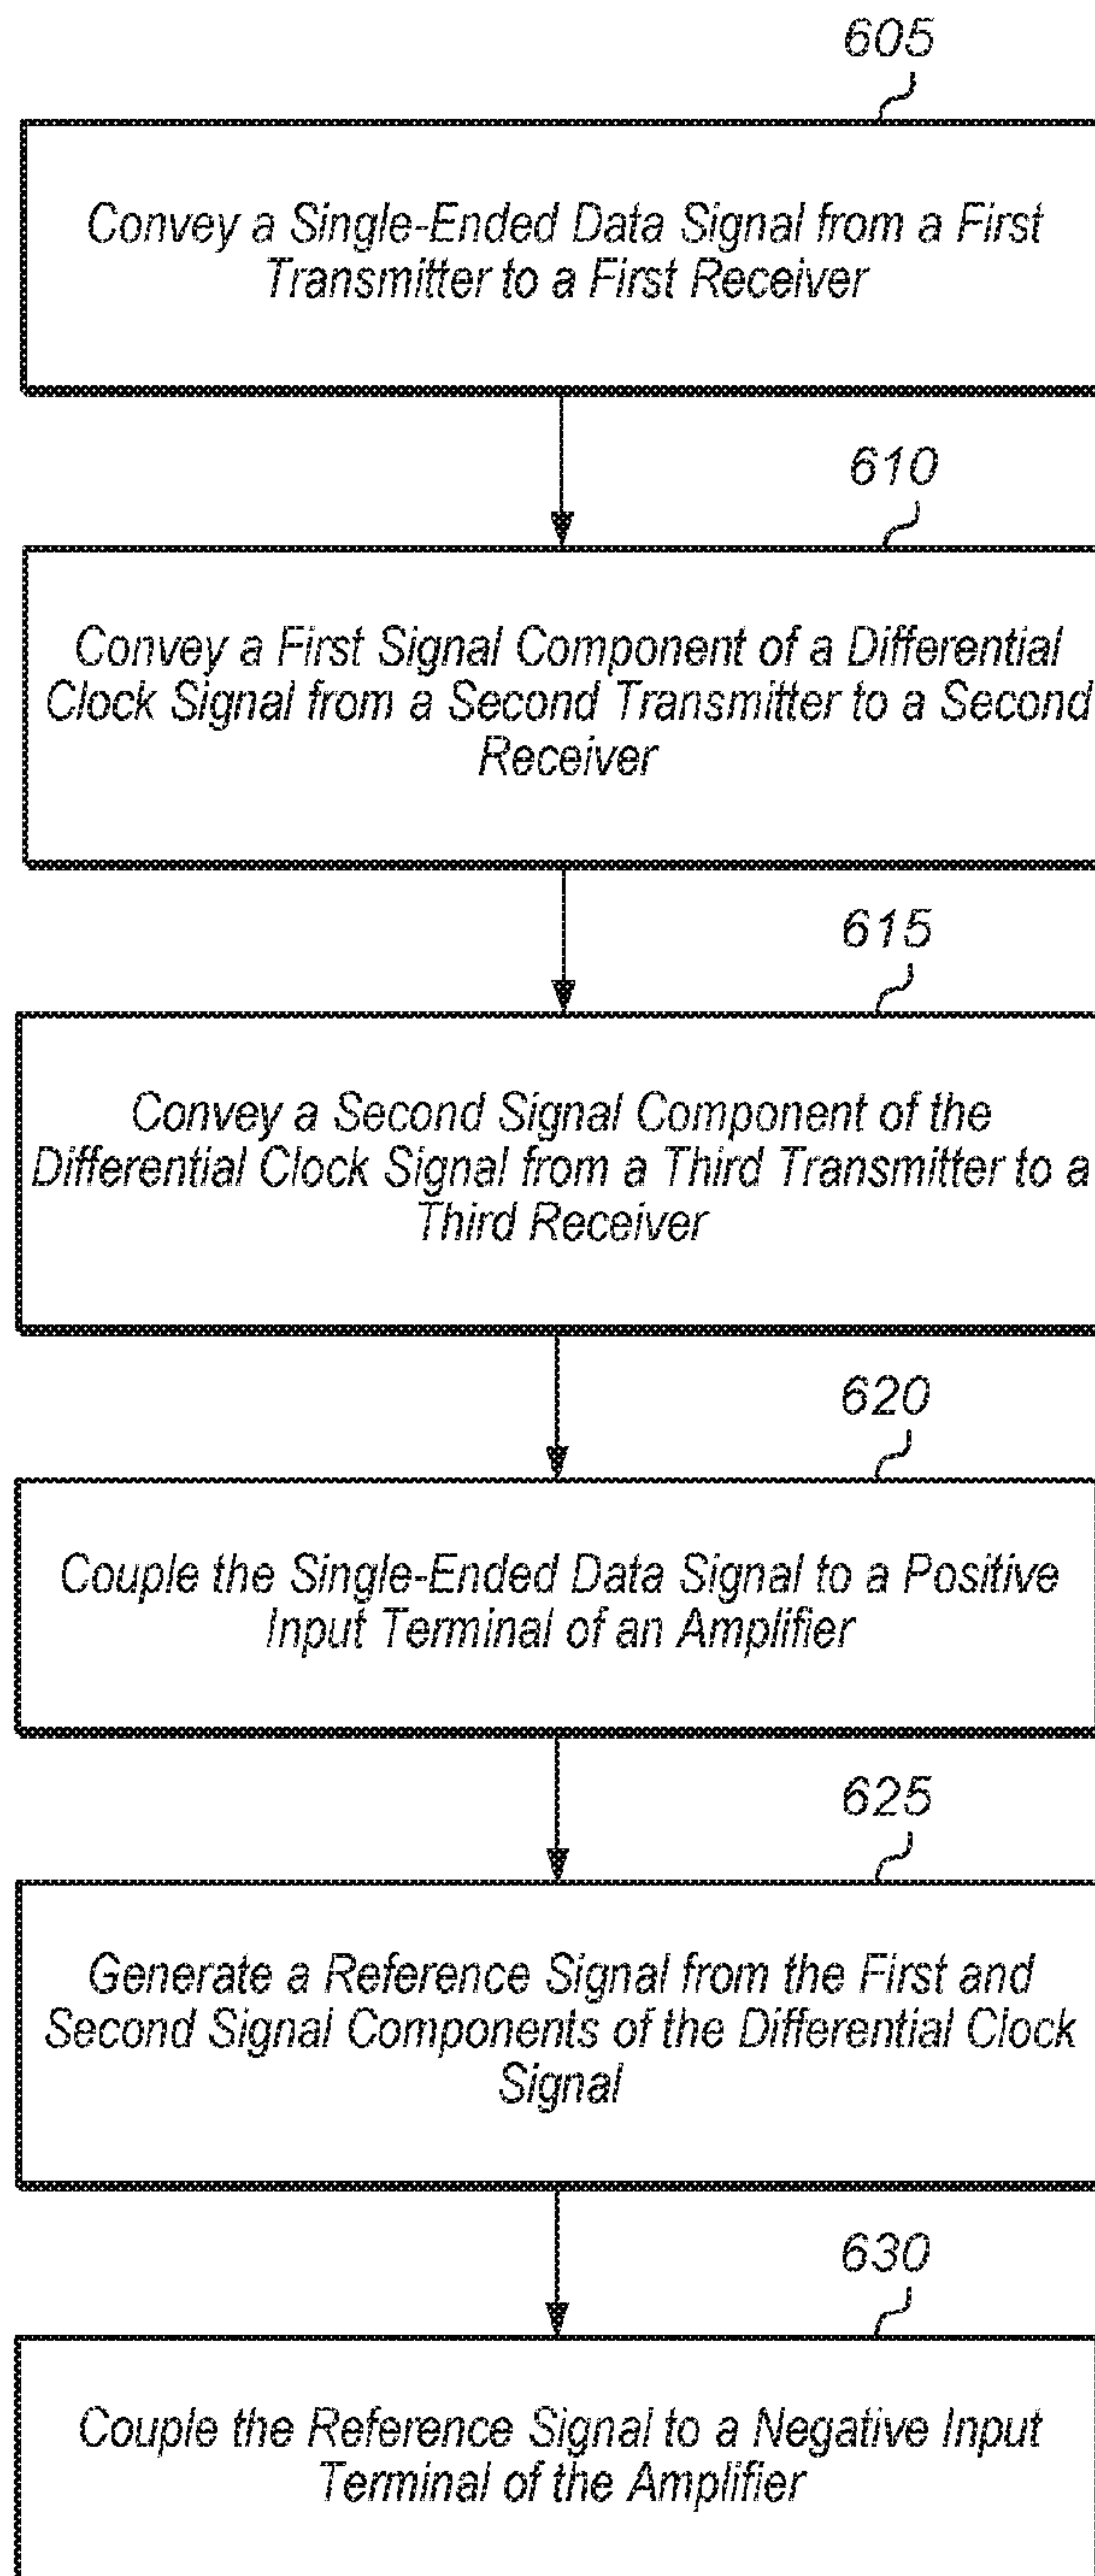 605
Convey a Single-Ended Data Signal from a First
Transmitter to a First Receiver
610
Convey a First Signal Component of a Differential
Clock Signal from a Second Transmitter to a Second
Receiver
615
Convey a Second Signal Component of the
Differential Clock Signal from a Third Transmitter to a
Third Receiver
620
Couple the Single-Ended Data Signal to a Positive
Input Terminal of an Amplifier
625
Generate a Reference Signal from the First and
Second Signal Components of the Differential Clock
Signal
630
Couple the Reference Signal to a Negative Input
Terminal of the Amplifier